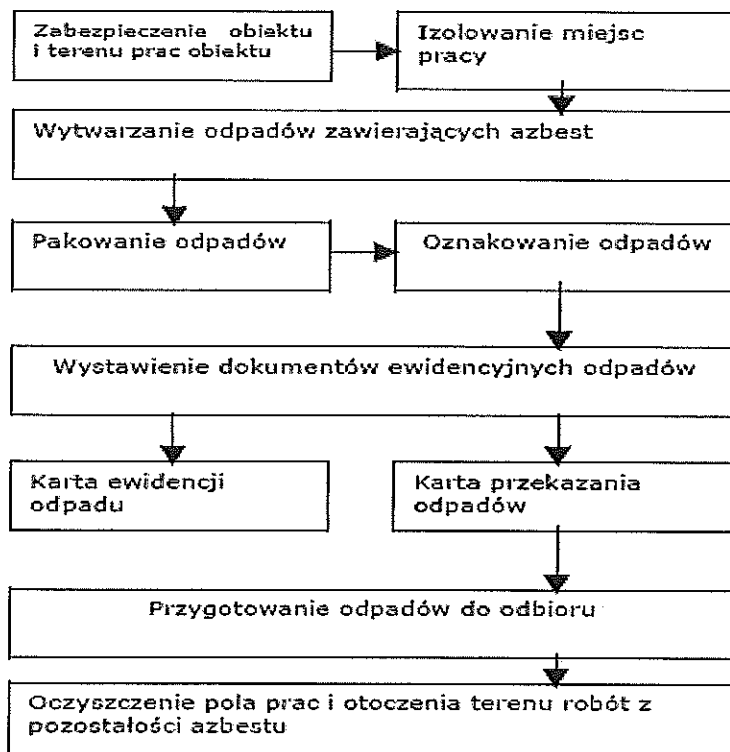 Zabezpieczenie obiektu
i terenu prac obiektu
Izolowanie miejsc
pracy
Wytwarzanie odpadów zawierających azbest
Pakowanie odpadów
Oznakowanie odpadów
Wystawienie dokumentów ewidencyjnych odpadów
Karta ewidencji
odpadu
Karta przekazania
odpadów
Przygotowanie odpadów do odbioru
Oczyszczenie pola prac i otoczenia terenu robót z
pozostałości azbestu